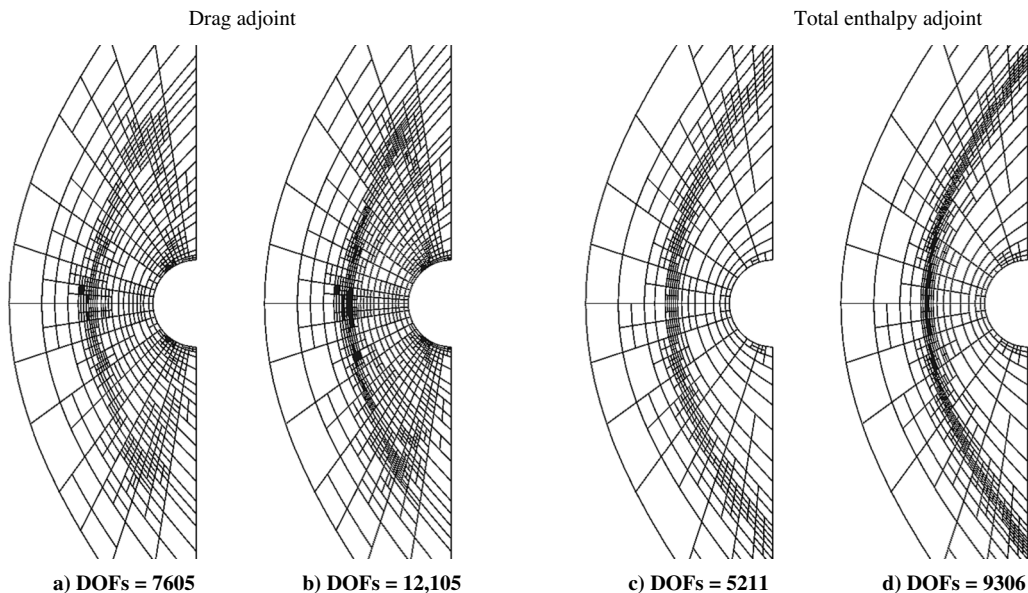 Drag adjoint Total enthalpy adjoint
a) DOFs = 7605 b) DOFs = 12,105 c) DOFs = 5211 d) DOFs = 9306